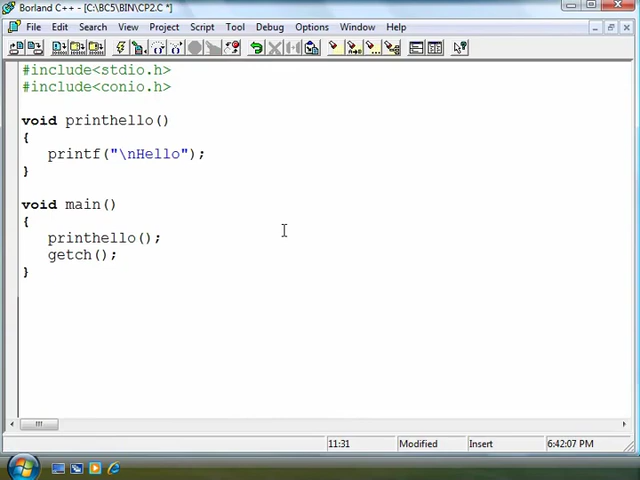 Borland C++ - [C:\BC5\BIN\CP2.C *]
File Edit Search View Project Script Tool Debug Options Window Help
#include<stdio.h>
#include<conio.h>
void printhello()
{
printf("\nHello");
}
void main()
{
printhello();
getch();
}
11:31 Modified Insert 6:42:07 PM